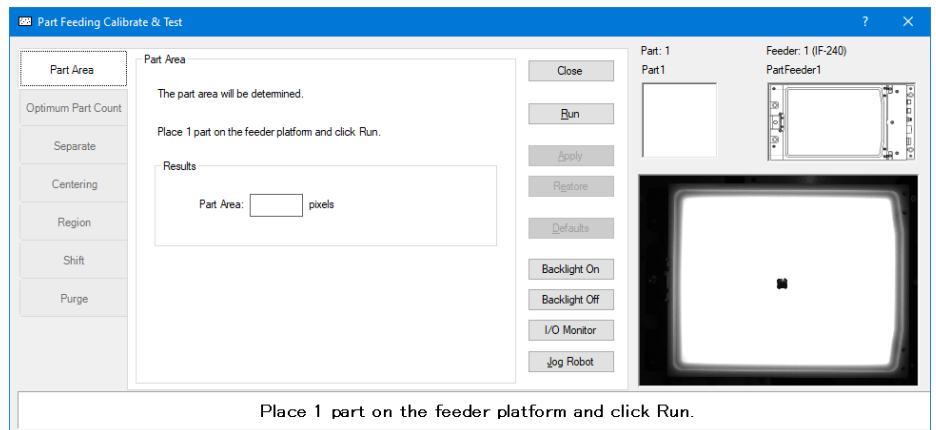 Part Feeding Calibrate & Test
Part Area
Optimum Part Count
Separate
Centering
Region
Shift
Purge
Part Area
The part area will be determined.
Place 1 part on the feeder platform and click Run.
Results
Part Area: pixels
Close
Run
Apply
Restore
Defaults
Backlight On
Backlight Off
I/O Monitor
Jog Robot
Part: 1
Part1
Feeder: 1 (IF-240)
PartFeeder1
Place 1 part on the feeder platform and click Run.